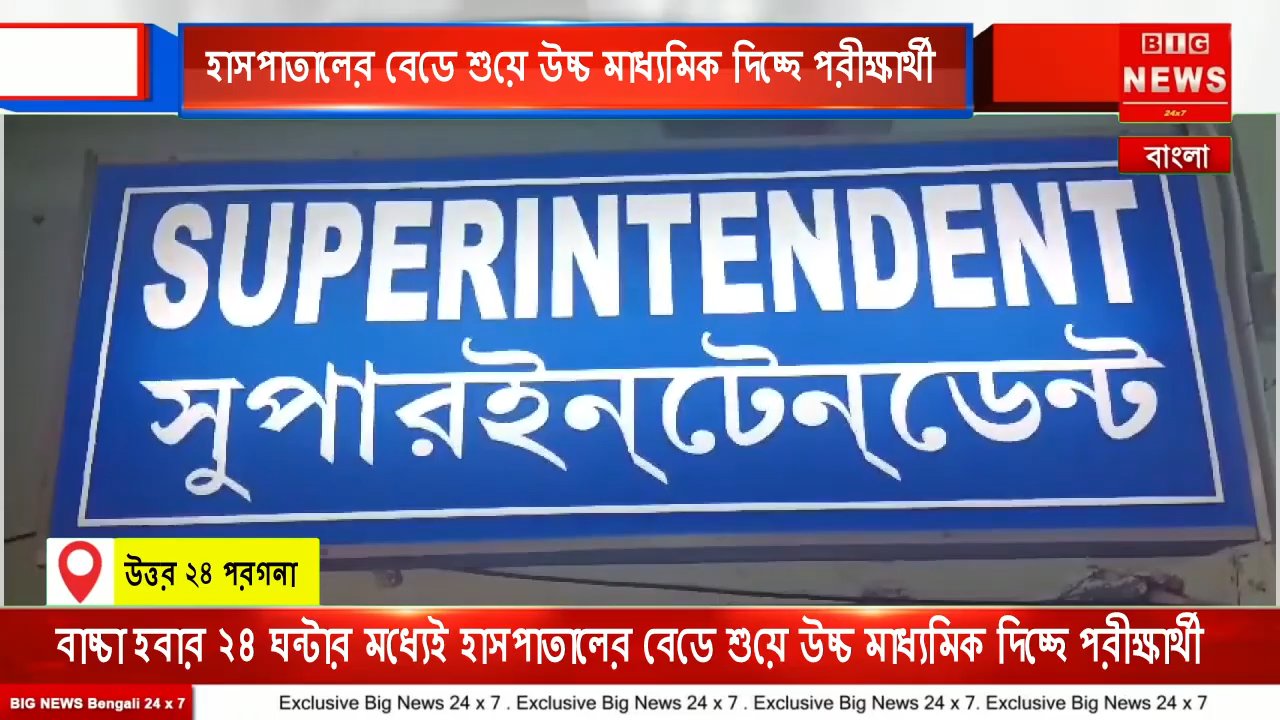 হাসপাতালের বেডে শুয়ে উচ্চ মাধ্যমিক দিচ্ছে পরীক্ষার্থী
BIG
NEWS
24x7
বাংলা
SUPERINTENDENT
সুপারইন্‌টেন্‌ডেন্ট
উত্তর ২৪ পরগনা
বাচ্চা হবার ২৪ ঘন্টার মধ্যেই হাসপাতালের বেডে শুয়ে উচ্চ মাধ্যমিক দিচ্ছে পরীক্ষার্থী
BIG NEWS Bengali 24 x 7 Exclusive Big News 24 x 7 . Exclusive Big News 24 x 7 . Exclusive Big News 24 x 7. Exclusive Big News 24 x 7